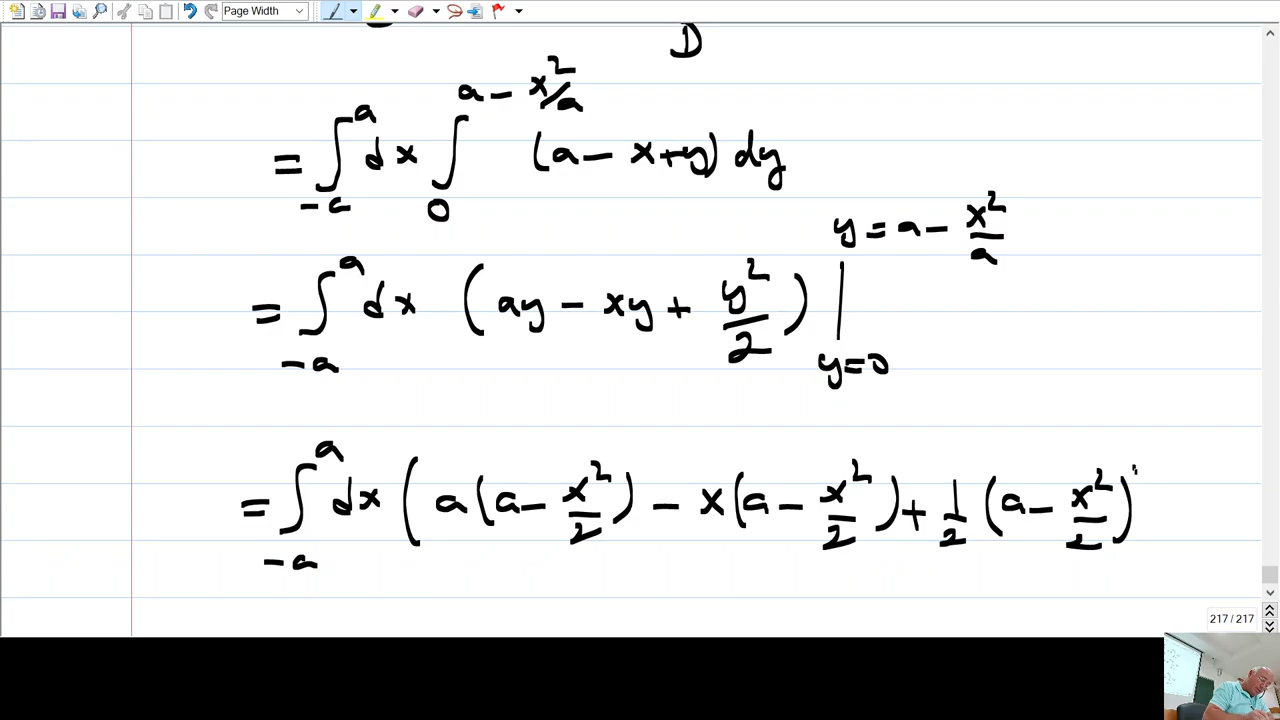 Page Width
D
= ∫_{-a}^{a} dx ∫_{0}^{a - x²/a} (a - x + y) dy
= ∫_{-a}^{a} dx (ay - xy + y²/2) |_{y=0}^{y = a - x²/a}
= ∫_{-a}^{a} dx ( a(a - x²/2) - x(a - x²/2) + 1/2 (a - x²/2)
217 / 217